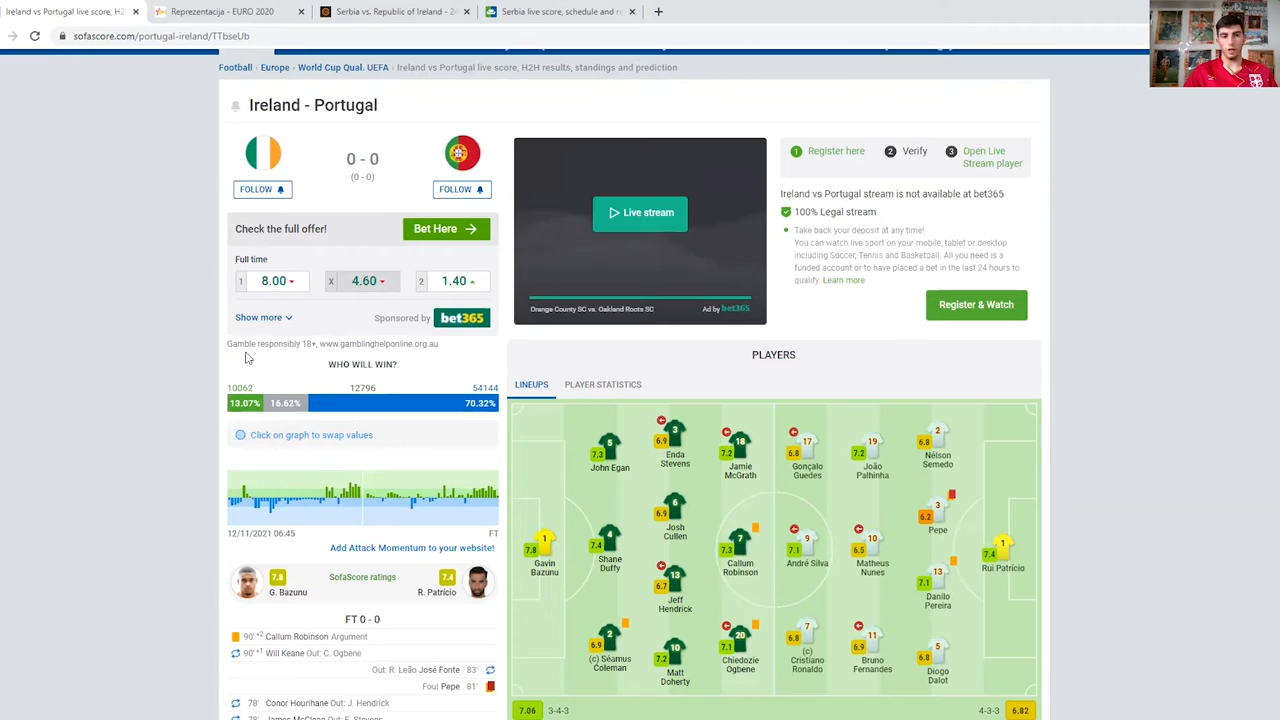 Ireland vs Portugal live score, H2
Reprezentacija - EURO 2020
Serbia vs. Republic of Ireland - 24
Serbia live score, schedule and re
sofascore.com/portugal-ireland/TTbseUb
Football › Europe › World Cup Qual. UEFA › Ireland vs Portugal live score, H2H results, standings and prediction
Ireland - Portugal
0 - 0
(0 - 0)
FOLLOW
FOLLOW
Check the full offer!
Bet Here
Full time
1 8.00
X 4.60
2 1.40
Show more
Sponsored by bet365
Gamble responsibly 18+, www.gamblinghelponline.org.au
WHO WILL WIN?
10062 12796 54144
13.07% 16.62% 70.32%
Click on graph to swap values
12/11/2021 06:45 FT
Add Attack Momentum to your website!
7.8 SofaScore ratings 7.4
G. Bazunu R. Patrício
FT 0 - 0
90' +2 Callum Robinson Argument
90' +1 Will Keane Out: C. Ogbene
Out: R. Leão José Fonte 83'
Foul Pepe 81'
78' Conor Hourihane Out: J. Hendrick
78' James McClean Out: E. Stevens
Live stream
Orange County SC vs. Oakland Roots SC
Ad by bet365
1 Register here
2 Verify
3 Open Live
Stream player
Ireland vs Portugal stream is not available at bet365
100% Legal stream
Take back your deposit at any time!
You can watch live sport on your mobile, tablet or desktop
including Soccer, Tennis and Basketball. All you need is a
funded account or to have placed a bet in the last 24 hours to
qualify. Learn more
Register & Watch
PLAYERS
LINEUPS PLAYER STATISTICS
1
7.8
Gavin
Bazunu
5
7.3
John Egan
4
7.4
Shane
Duffy
2
6.9
(c) Séamus
Coleman
3
6.9
Enda
Stevens
6
6.9
Josh
Cullen
13
6.7
Jeff
Hendrick
10
7.2
Matt
Doherty
18
7.2
Jamie
McGrath
7
7.3
Callum
Robinson
20
7.1
Chiedozie
Ogbene
17
6.8
Gonçalo
Guedes
9
7.1
André Silva
7
6.8
(c)
Cristiano
Ronaldo
19
7.2
João
Palhinha
10
6.5
Matheus
Nunes
11
6.9
Bruno
Fernandes
2
6.8
Nélson
Semedo
3
6.2
Pepe
13
7.1
Danilo
Pereira
5
6.8
Diogo
Dalot
1
7.4
Rui Patrício
7.06 3-4-3
4-3-3 6.82